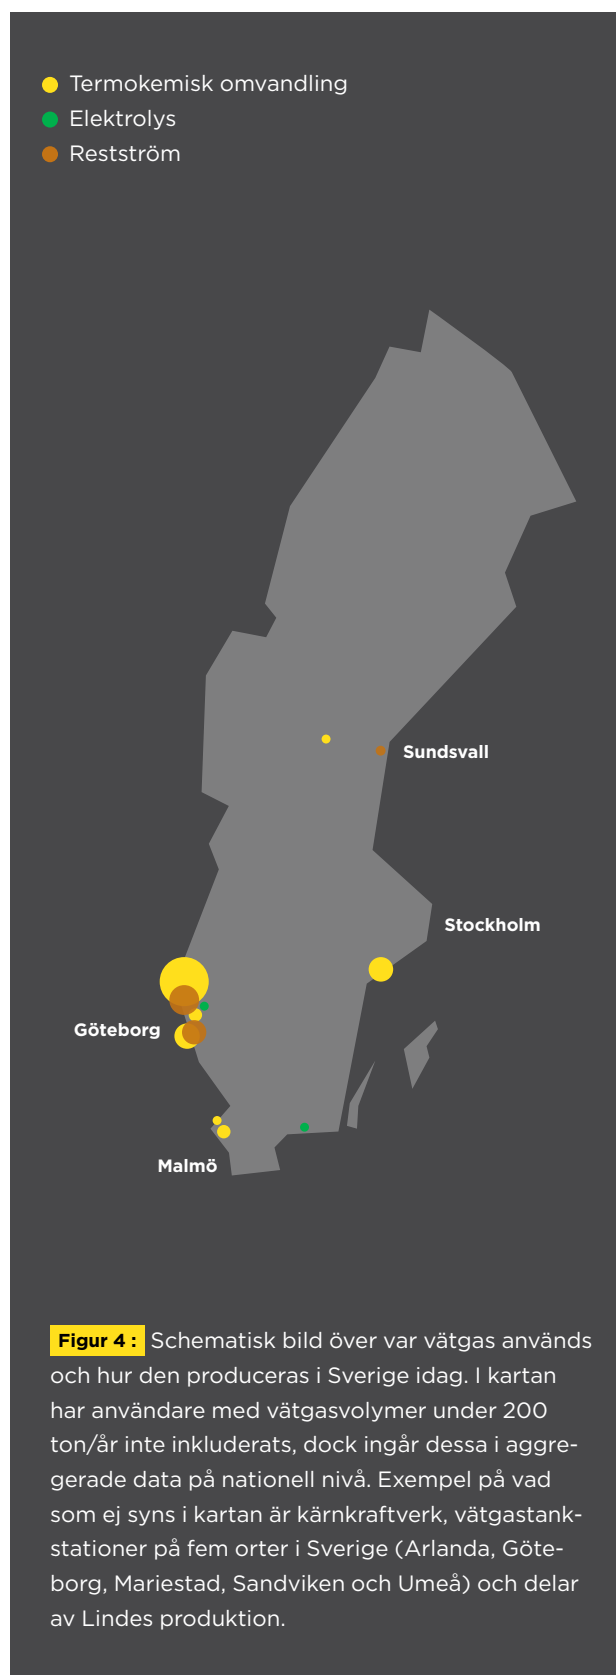 Termokemisk omvandling
Elektrolys
Restström
Sundsvall
Stockholm
Göteborg
Malmö
Figur 4 : Schematisk bild över var vätgas används
och hur den produceras i Sverige idag. I kartan
har användare med vätgasvolymer under 200
ton/år inte inkluderats, dock ingår dessa i aggre-
gerade data på nationell nivå. Exempel på vad
som ej syns i kartan är kärnkraftverk, vätgastank-
stationer på fem orter i Sverige (Arlanda, Göte-
borg, Mariestad, Sandviken och Umeå) och delar
av Lindes produktion.